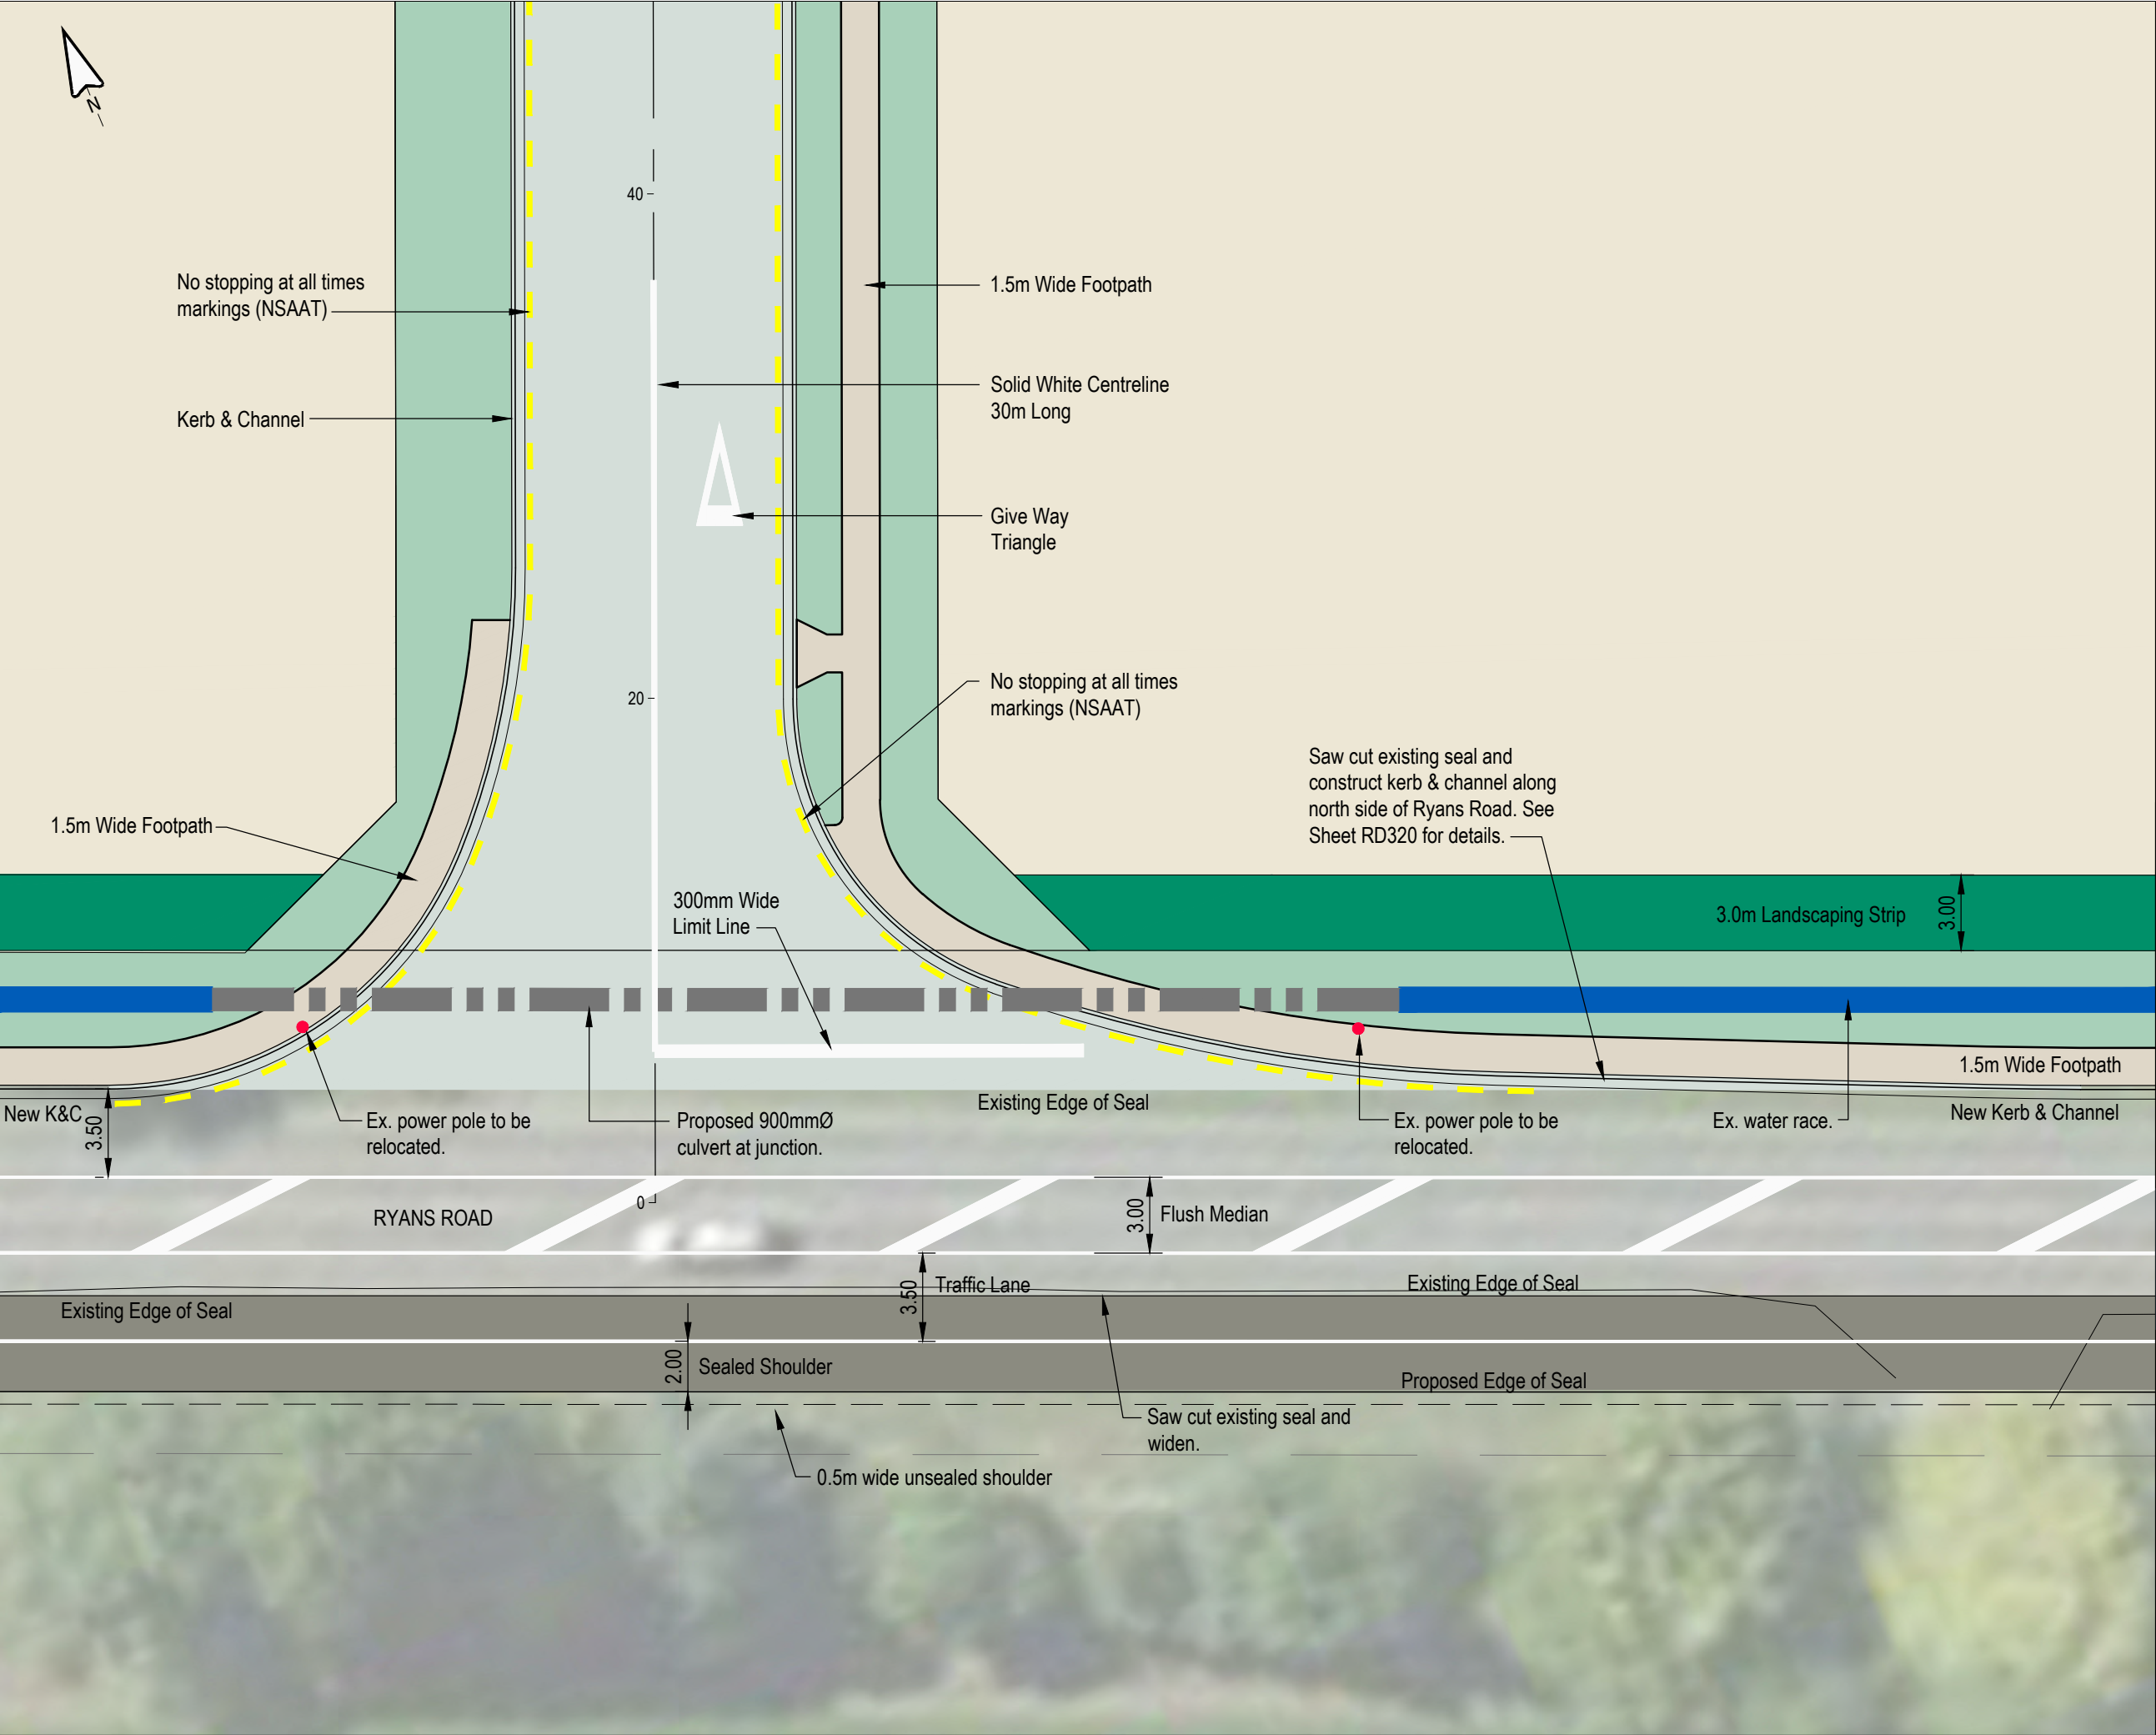 N
40
No stopping at all times
markings (NSAAT)
1.5m Wide Footpath
Solid White Centreline
30m Long
Kerb & Channel
Give Way
Triangle
20
No stopping at all times
markings (NSAAT)
Saw cut existing seal and
construct kerb & channel along
north side of Ryans Road. See
Sheet RD320 for details.
1.5m Wide Footpath
300mm Wide
Limit Line
3.0m Landscaping Strip
3.00
1.5m Wide Footpath
New K&C
3.50
Ex. power pole to be
relocated.
Proposed 900mmØ
culvert at junction.
Existing Edge of Seal
Ex. power pole to be
relocated.
Ex. water race.
New Kerb & Channel
0
RYANS ROAD
3.00
Flush Median
3.50
Traffic Lane
Existing Edge of Seal
Existing Edge of Seal
2.00
Sealed Shoulder
Proposed Edge of Seal
Saw cut existing seal and
widen.
0.5m wide unsealed shoulder